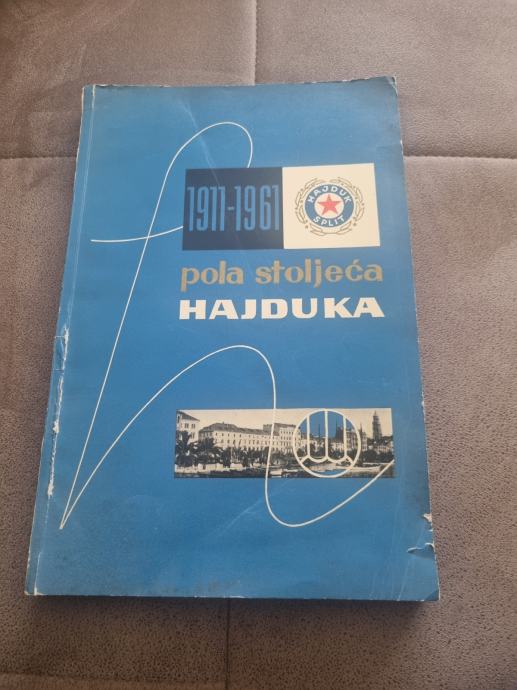 1911-1961
HAJDUK
SPLIT
pola stoljeća
HAJDUKA